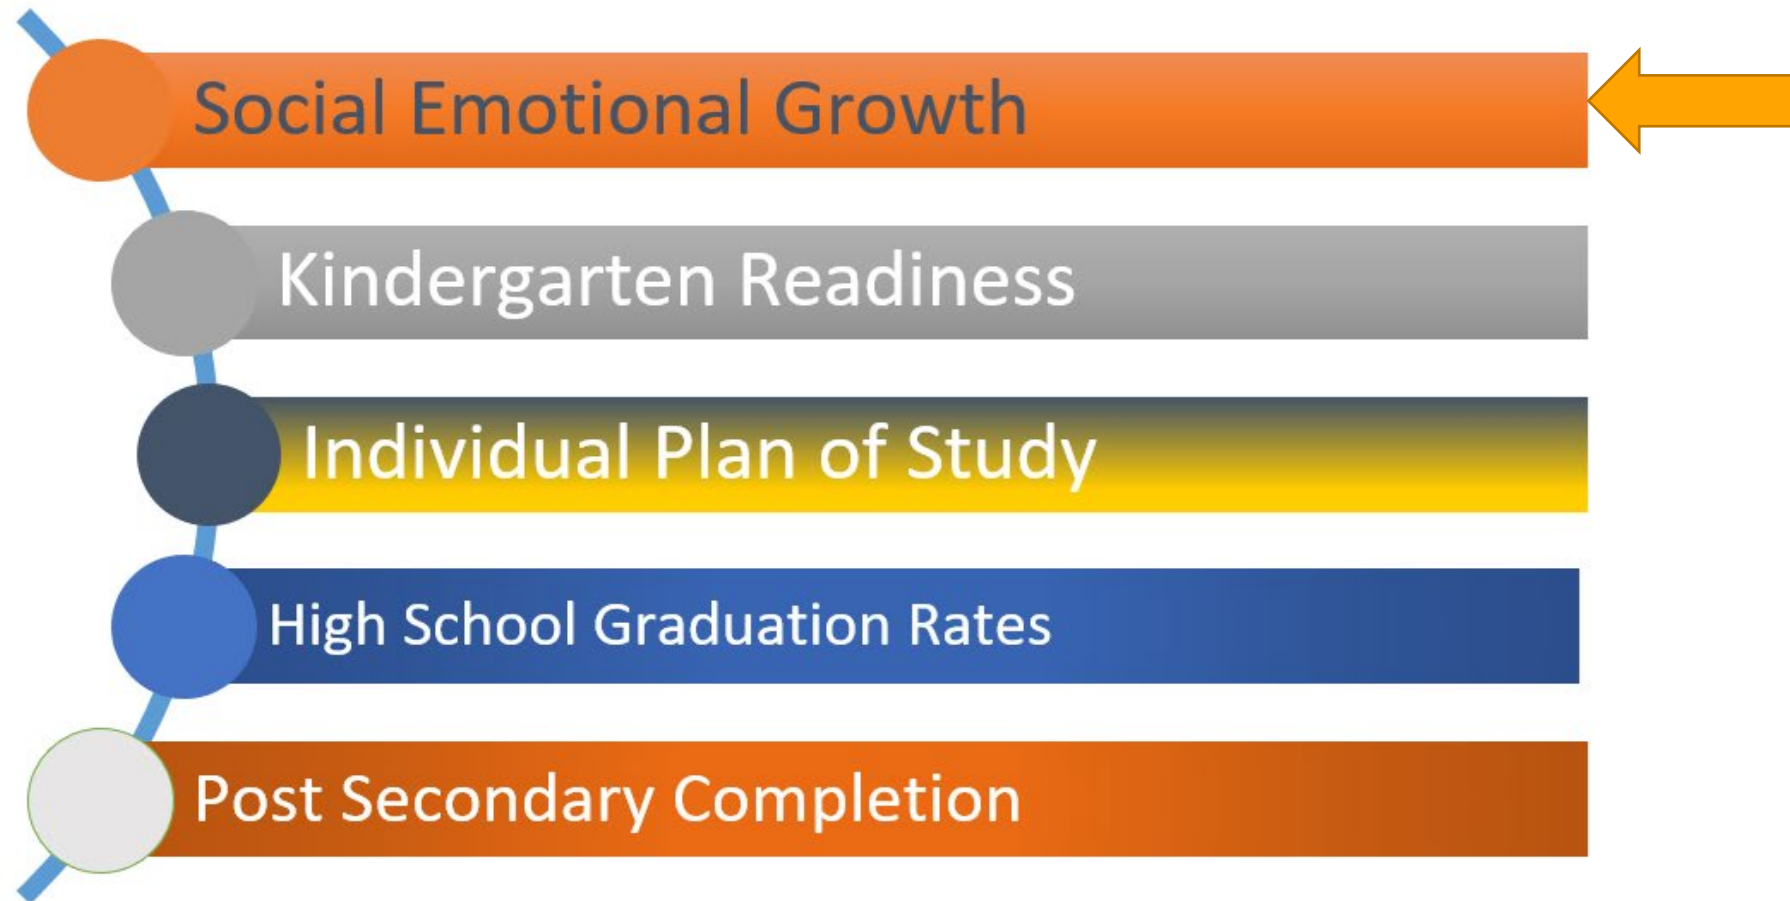 Social Emotional Growth
Kindergarten Readiness
Individual Plan of Study
High School Graduation Rates
Post Secondary Completion